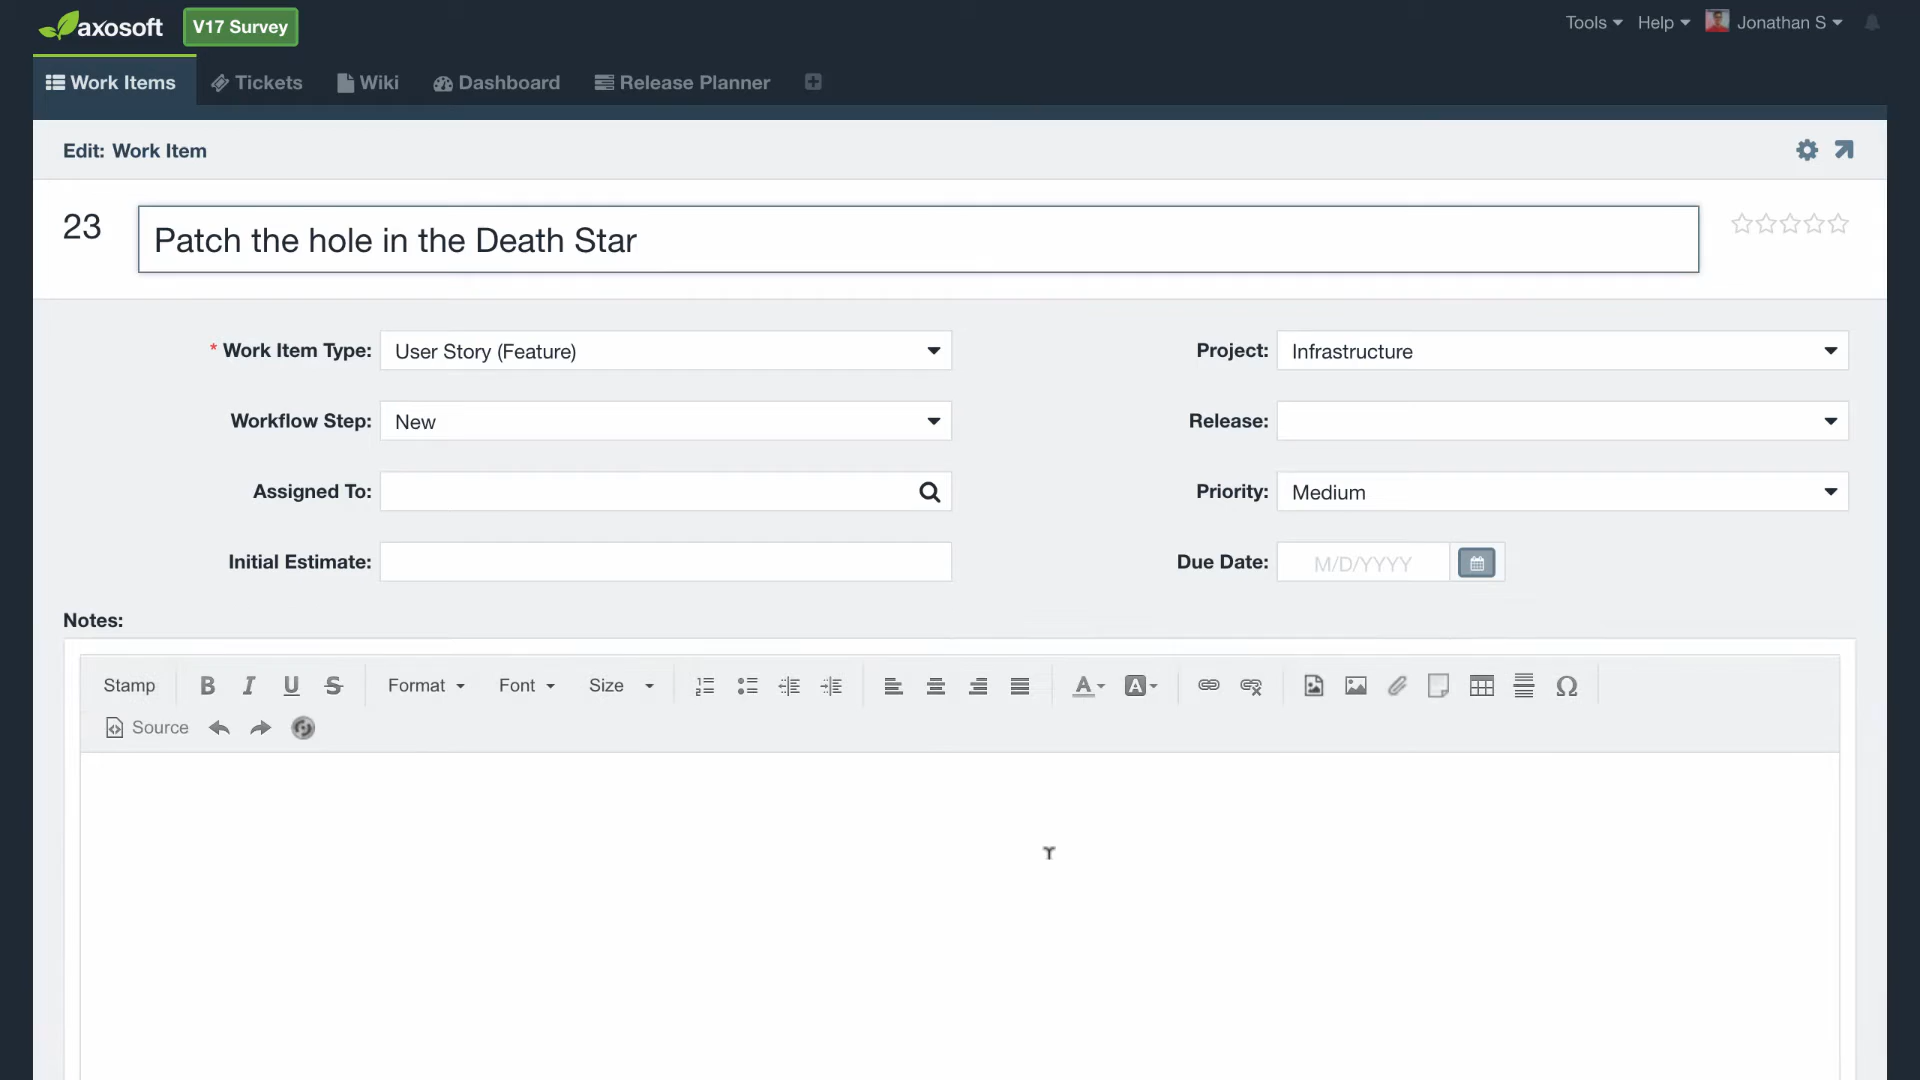 axosoft V17 Survey Tools Help Jonathan S
Work Items Tickets Wiki Dashboard Release Planner
Edit: Work Item
23 Patch the hole in the Death Star
* Work Item Type: User Story (Feature) Project: Infrastructure
Workflow Step: New Release:
Assigned To: Priority: Medium
Initial Estimate: Due Date: M/D/YYYY
Notes:
Stamp B I U S Format Font Size A A Ω
Source